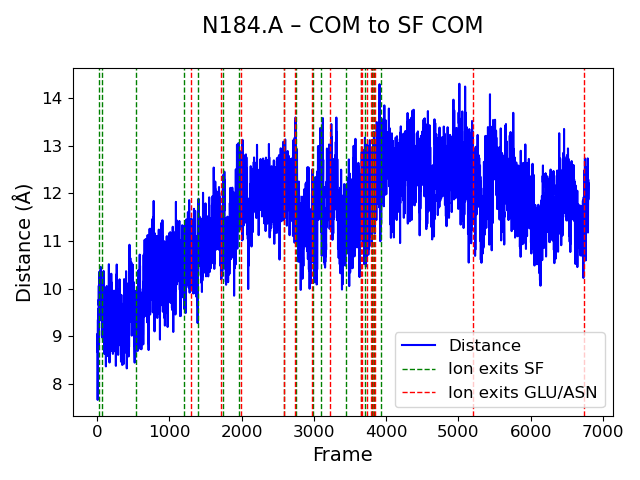 N184.A – COM to SF COM
Distance (Å)
14
13
12
11
10
9
8
0 1000 2000 3000 4000 5000 6000 7000
Frame
Distance
Ion exits SF
Ion exits GLU/ASN